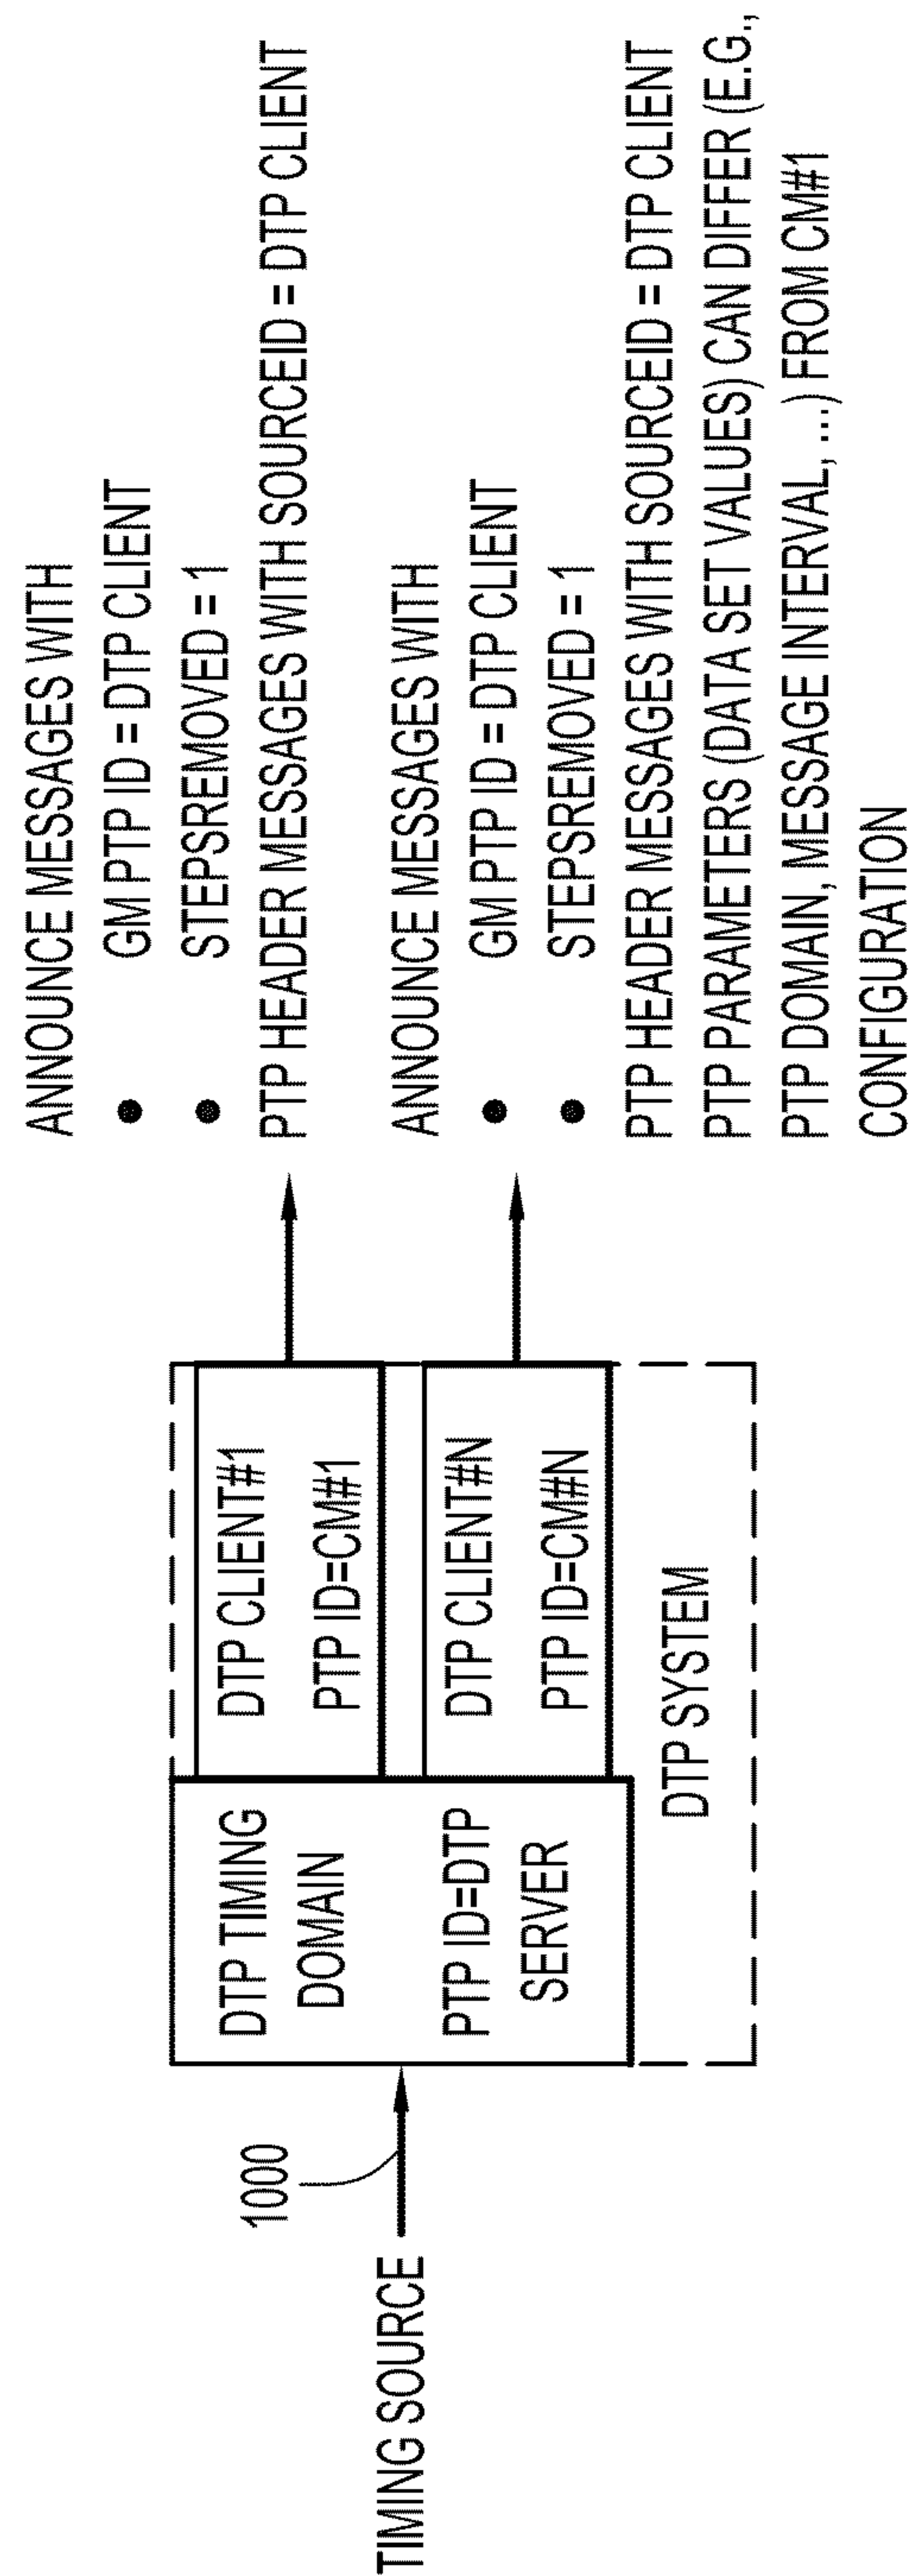 TIMING SOURCE
1000
DTP TIMING
DOMAIN
PTP ID=DTP
SERVER
DTP CLIENT#1
PTP ID=CM#1
DTP CLIENT#N
PTP ID=CM#N
DTP SYSTEM
ANNOUNCE MESSAGES WITH
• GM PTP ID = DTP CLIENT
• STEPSREMOVED = 1
PTP HEADER MESSAGES WITH SOURCEID = DTP CLIENT
ANNOUNCE MESSAGES WITH
• GM PTP ID = DTP CLIENT
• STEPSREMOVED = 1
PTP HEADER MESSAGES WITH SOURCEID = DTP CLIENT
PTP PARAMETERS (DATA SET VALUES) CAN DIFFER (E.G.,
PTP DOMAIN, MESSAGE INTERVAL, ...) FROM CM#1
CONFIGURATION